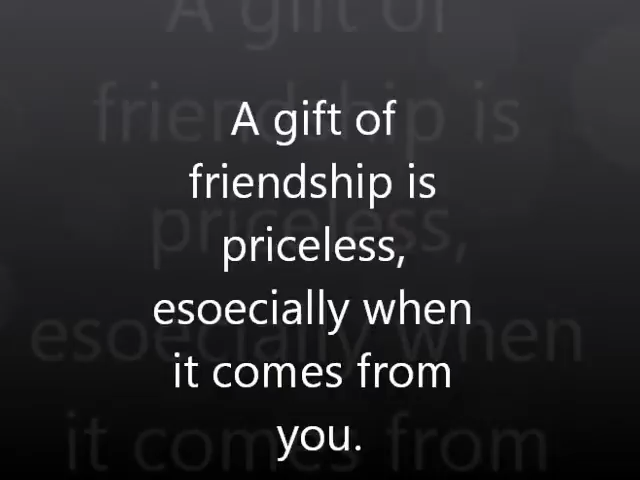 A gift of
friendship is
priceless,
esoecially when
it comes from
you.